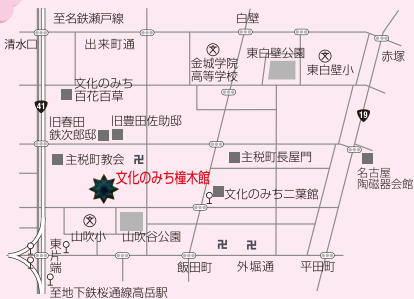 至名鉄瀬戸線
白壁
清水口
出来町通
金城学院
高等学校
東白壁公園
東白壁小
赤塚
文化のみち
百花百草
41
19
旧春田
鉄次郎邸
旧豊田佐助邸
主税町教会
主税町長屋門
名古屋
陶磁器会館
文化のみち橦木館
文化のみち二葉館
山吹小
山吹谷公園
東片端
飯田町
外堀通
平田町
至地下鉄桜通線高岳駅